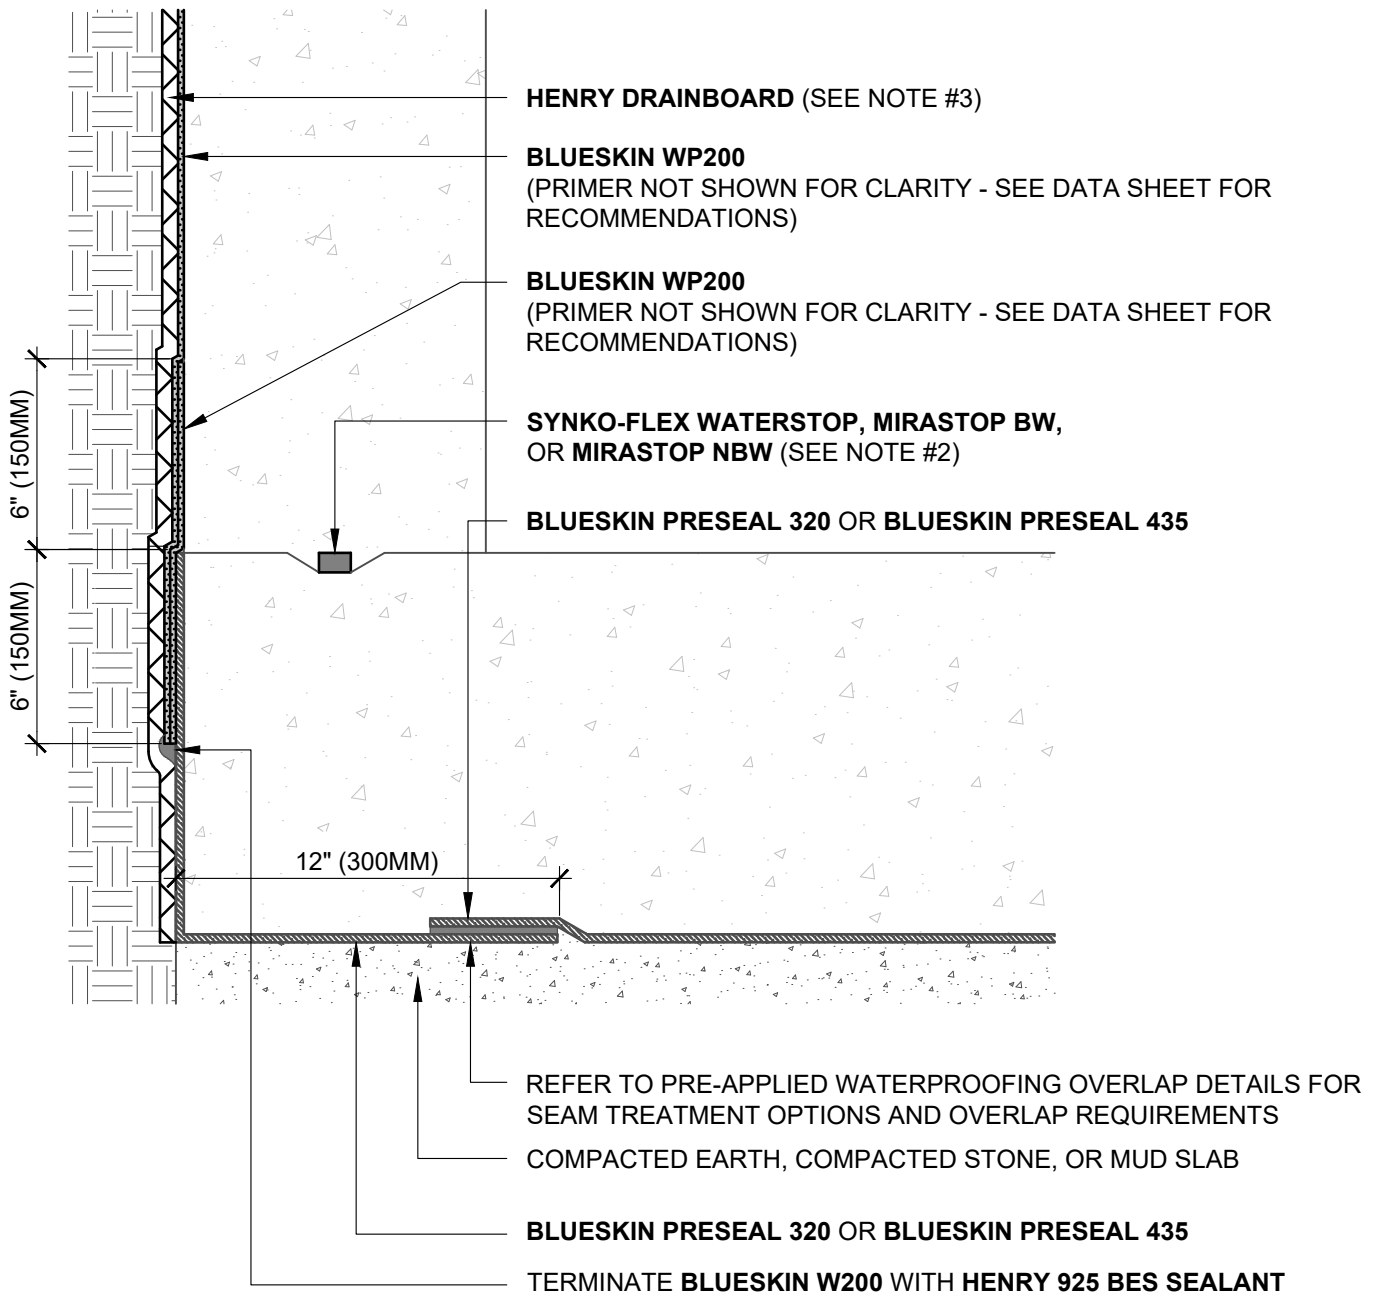 HENRY DRAINBOARD (SEE NOTE #3)
BLUESKIN WP200
(PRIMER NOT SHOWN FOR CLARITY - SEE DATA SHEET FOR
RECOMMENDATIONS)
BLUESKIN WP200
(PRIMER NOT SHOWN FOR CLARITY - SEE DATA SHEET FOR
RECOMMENDATIONS)
6" (150MM)
SYNKO-FLEX WATERSTOP, MIRASTOP BW,
OR MIRASTOP NBW (SEE NOTE #2)
BLUESKIN PRESEAL 320 OR BLUESKIN PRESEAL 435
6" (150MM)
12" (300MM)
REFER TO PRE-APPLIED WATERPROOFING OVERLAP DETAILS FOR
SEAM TREATMENT OPTIONS AND OVERLAP REQUIREMENTS
COMPACTED EARTH, COMPACTED STONE, OR MUD SLAB
BLUESKIN PRESEAL 320 OR BLUESKIN PRESEAL 435
TERMINATE BLUESKIN W200 WITH HENRY 925 BES SEALANT